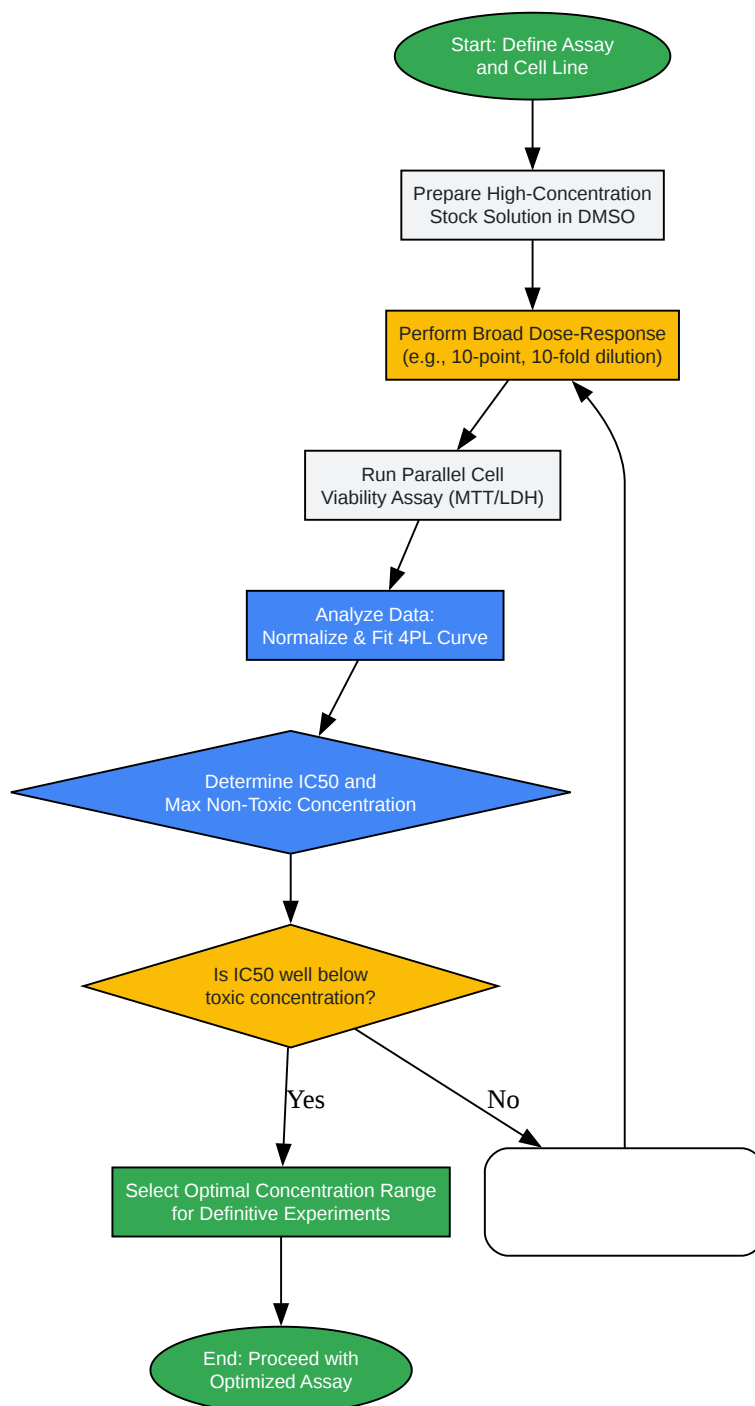 Start: Define Assay
and Cell Line
Prepare High-Concentration
Stock Solution in DMSO
Perform Broad Dose-Response
(e.g., 10-point, 10-fold dilution)
Run Parallel Cell
Viability Assay (MTT/LDH)
Analyze Data:
Normalize & Fit 4PL Curve
Determine IC50 and
Max Non-Toxic Concentration
Is IC50 well below
toxic concentration?
Yes
No
Select Optimal Concentration Range
for Definitive Experiments
End: Proceed with
Optimized Assay